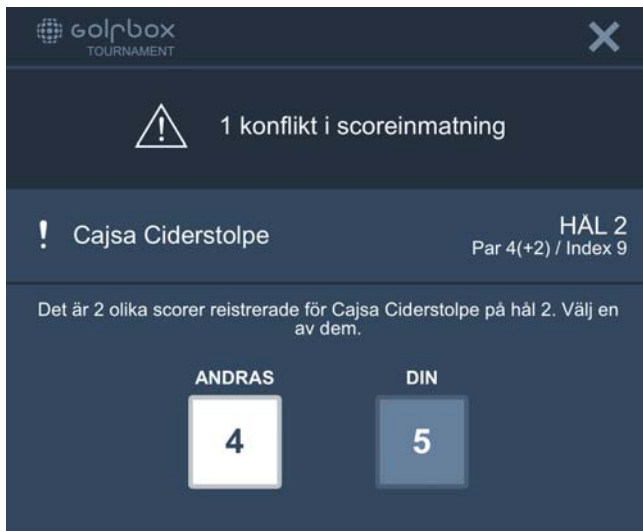 GOLFBOX
TOURNAMENT
1 konflikt i scoreinmatning
! Cajsa Ciderstolpe
HÅL 2
Par 4(+2) / Index 9
Det är 2 olika scorer reistrerade för Cajsa Ciderstolpe på hål 2. Välj en
av dem.
ANDRAS DIN
4 5